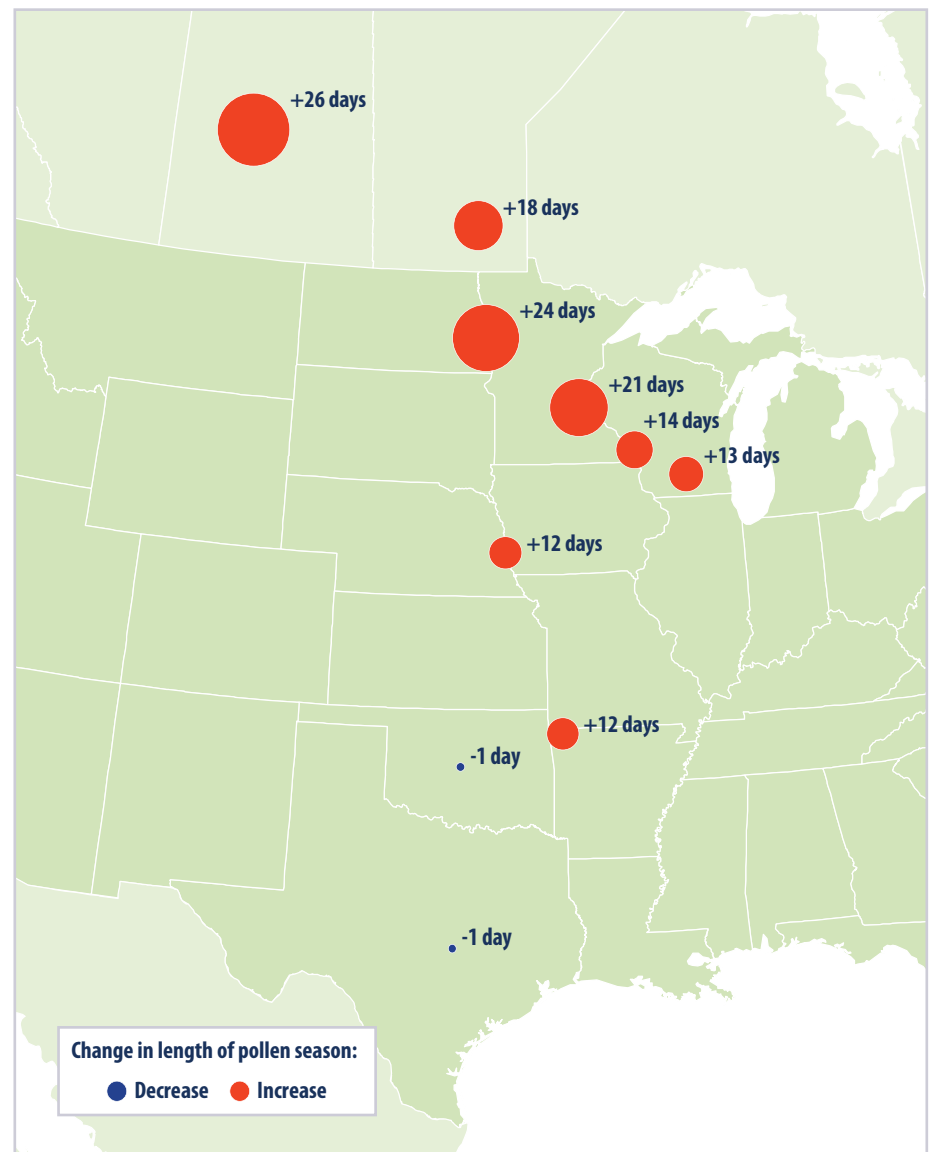 +26 days
+18 days
+24 days
+21 days
+14 days
+13 days
+12 days
+12 days
-1 day
-1 day
Change in length of pollen season:
Decrease Increase